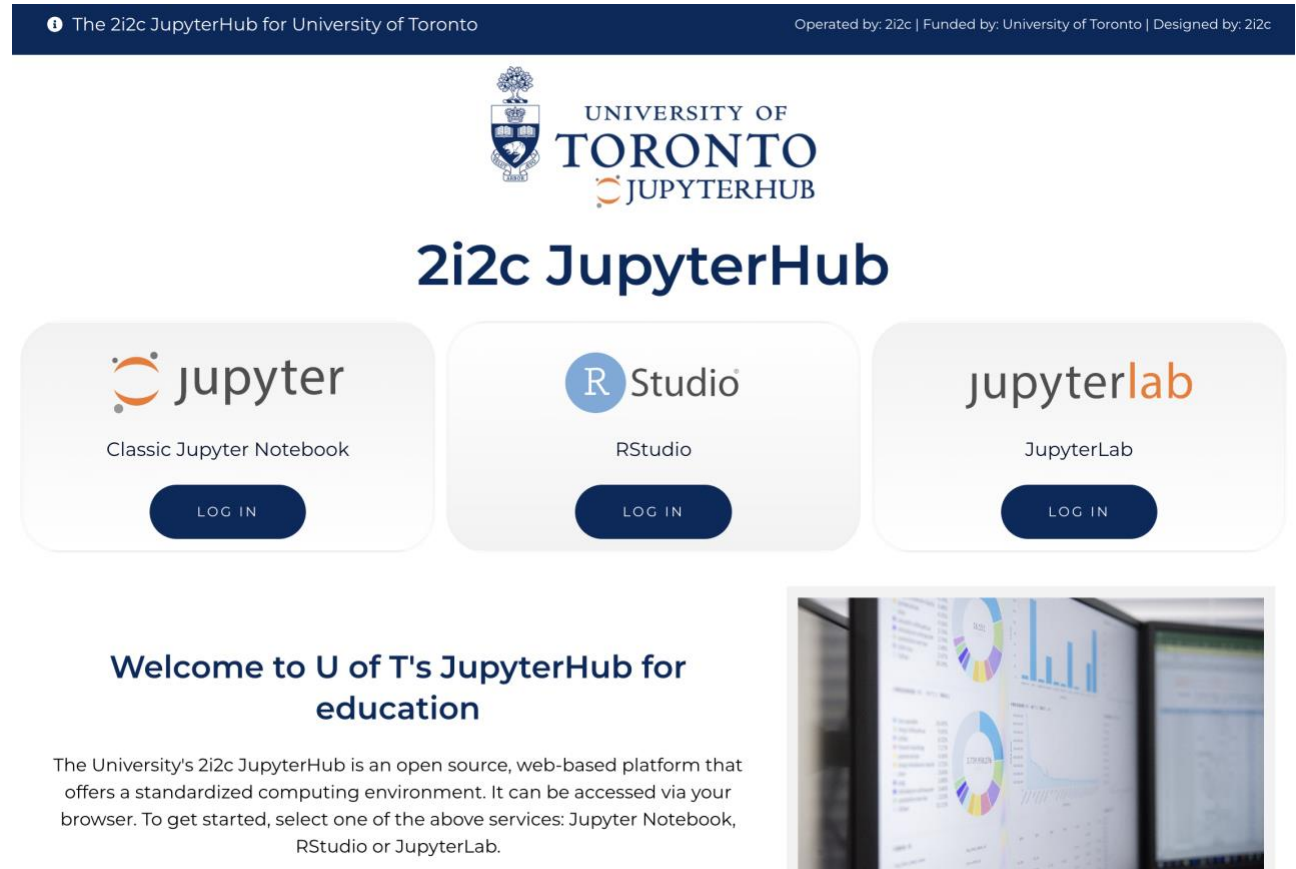 The 2i2c JupyterHub for University of Toronto
Operated by: 2i2c | Funded by: University of Toronto | Designed by: 2i2c
UNIVERSITY OF
TORONTO
JUPYTERHUB
2i2c JupyterHub
jupyter
Classic Jupyter Notebook
LOG IN
R Studio
RStudio
LOG IN
jupyterlab
JupyterLab
LOG IN
Welcome to U of T's JupyterHub for
education
The University's 2i2c JupyterHub is an open source, web-based platform that
offers a standardized computing environment. It can be accessed via your
browser. To get started, select one of the above services: Jupyter Notebook,
RStudio or JupyterLab.